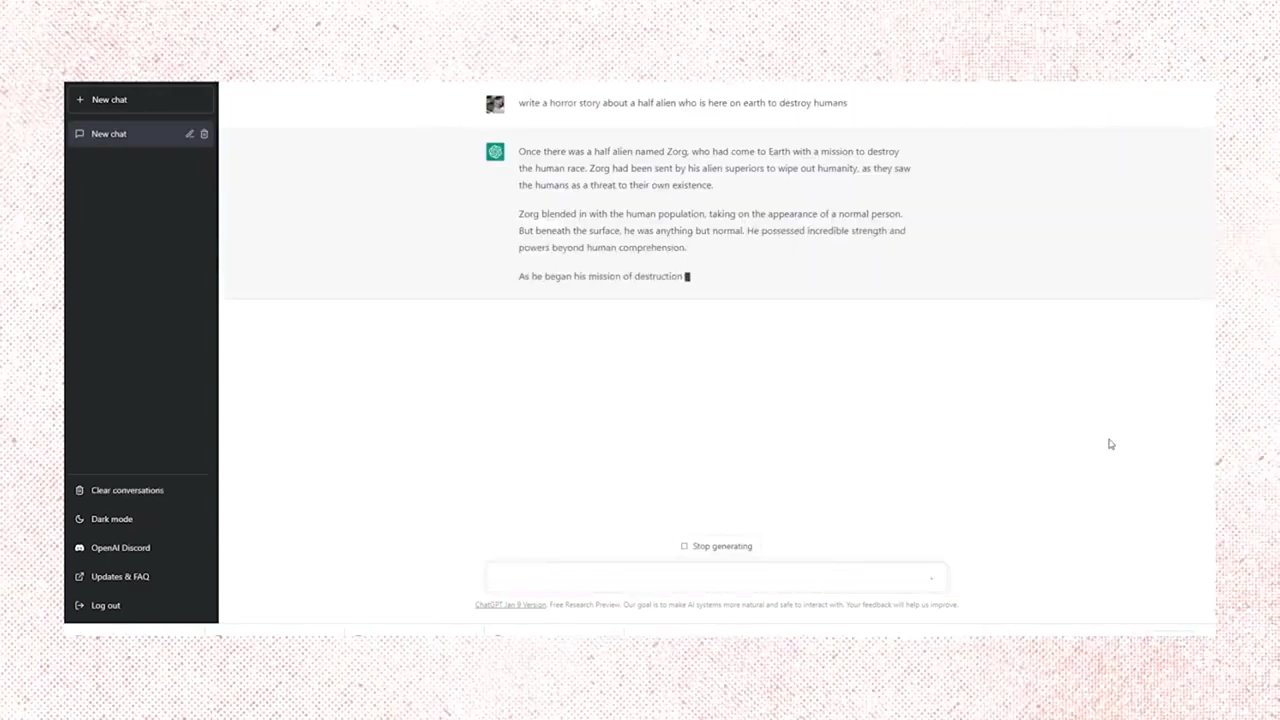 New chat
New chat
write a horror story about a half alien who is here on earth to destroy humans
Once there was a half alien named Zorg, who had come to Earth with a mission to destroy
the human race. Zorg had been sent by his alien superiors to wipe out humanity, as they saw
the humans as a threat to their own existence.
Zorg blended in with the human population, taking on the appearance of a normal person.
But beneath the surface, he was anything but normal. He possessed incredible strength and
powers beyond human comprehension.
As he began his mission of destruction
Clear conversations
Dark mode
OpenAI Discord
Updates & FAQ
Log out
Stop generating
ChatGPT Jan 9 Version. Free Research Preview. Our goal is to make AI systems more natural and safe to interact with. Your feedback will help us improve.